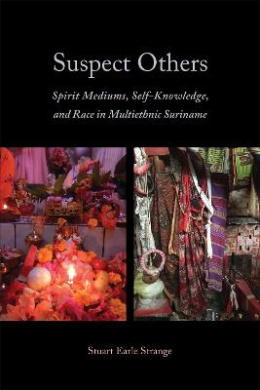 Suspect Others
Spirit Mediums, Self-Knowledge,
and Race in Multiethnic Suriname
Stuart Earle Strange